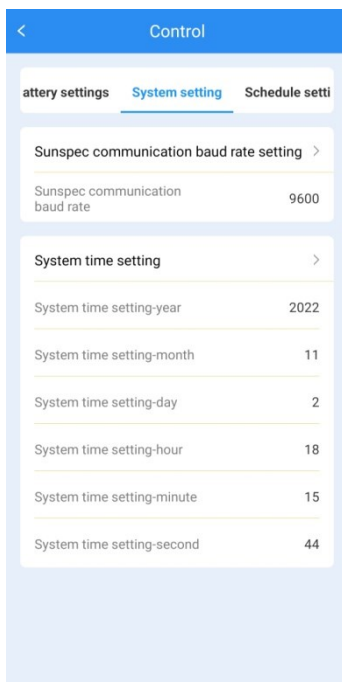 Control
attery settings System setting Schedule setti
Sunspec communication baud rate setting
Sunspec communication
baud rate 9600
System time setting
System time setting-year 2022
System time setting-month 11
System time setting-day 2
System time setting-hour 18
System time setting-minute 15
System time setting-second 44